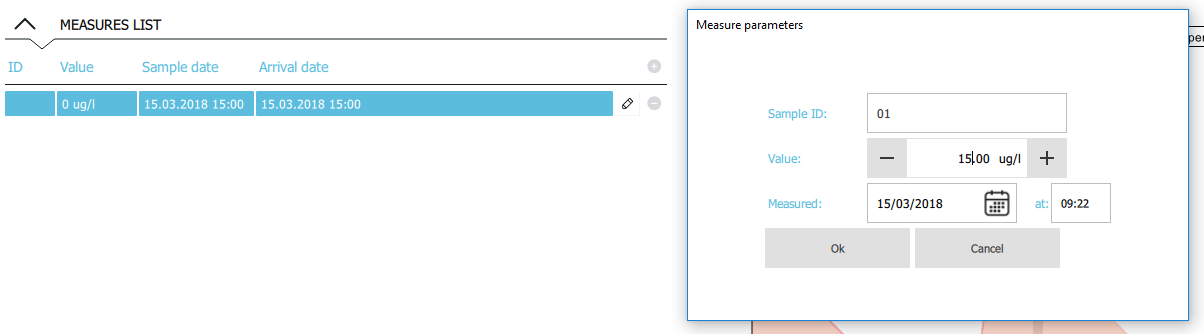 MEASURES LIST
ID Value Sample date Arrival date
0 ug/l 15.03.2018 15:00 15.03.2018 15:00
Measure parameters
Sample ID: 01
Value: 15.00 ug/l
Measured: 15/03/2018 at: 09:22
Ok Cancel
per